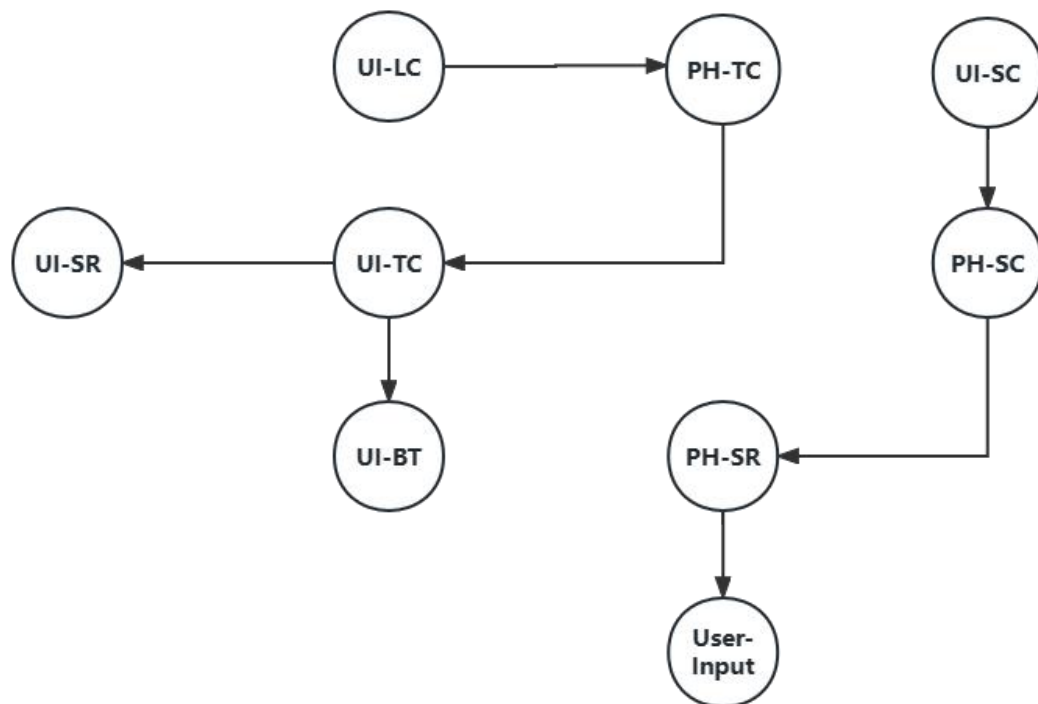 UI-LC
PH-TC
UI-SC
UI-SR
UI-TC
PH-SC
UI-BT
PH-SR
User-
Input